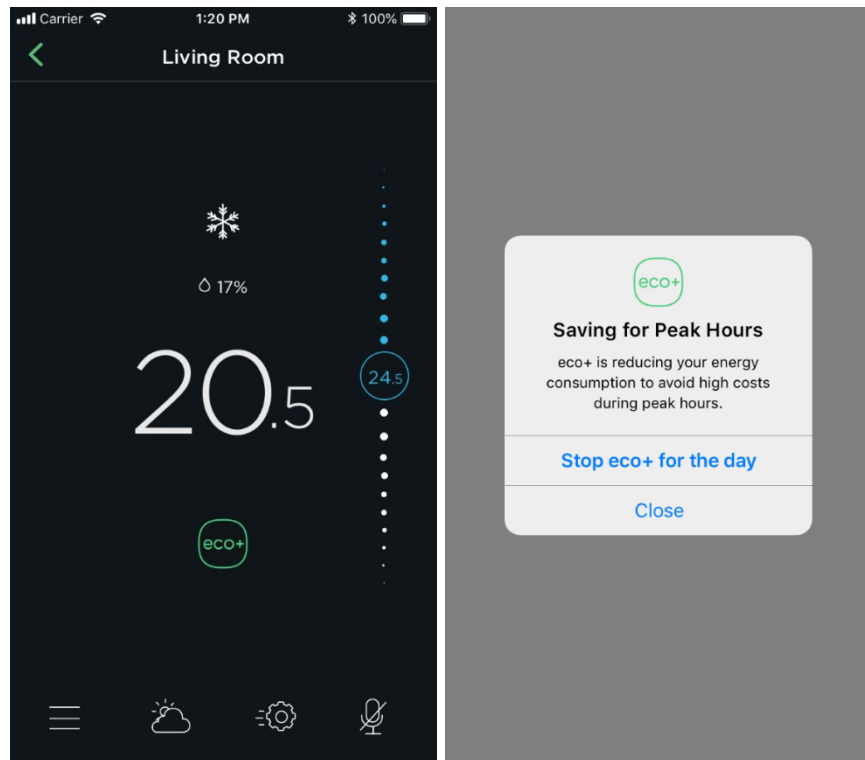 Carrier 1:20 PM 100%
Living Room
17%
20.5
24.5
eco+
eco+
Saving for Peak Hours
eco+ is reducing your energy
consumption to avoid high costs
during peak hours.
Stop eco+ for the day
Close